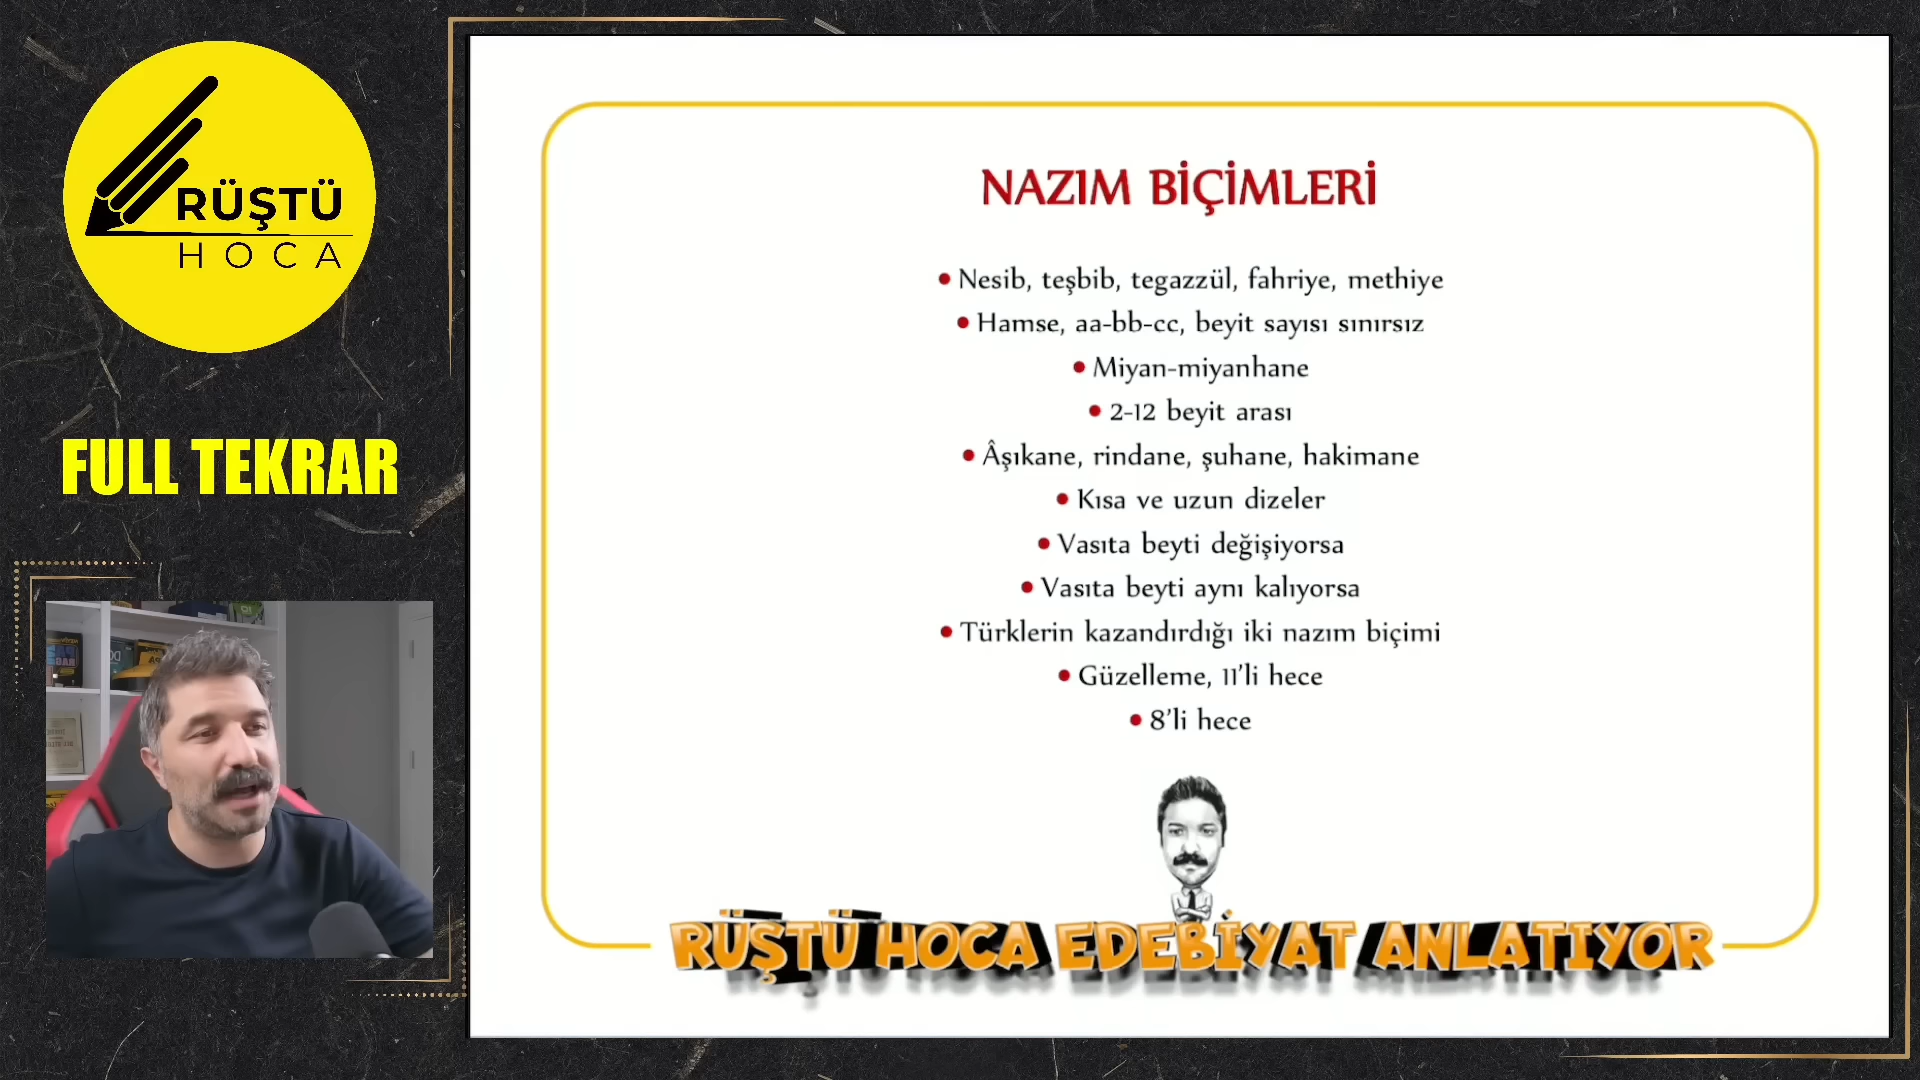 RÜŞTÜ
HOCA
FULL TEKRAR
NAZIM BİÇİMLERİ
• Nesib, teşbib, tegazzül, fahriye, methiye
• Hamse, aa-bb-cc, beyit sayısı sınırsız
• Miyan-miyanhane
• 2-12 beyit arası
• Âşıkane, rindane, şuhane, hakimane
• Kısa ve uzun dizeler
• Vasıta beyti değişiyorsa
• Vasıta beyti aynı kalıyorsa
• Türklerin kazandırdığı iki nazım biçimi
• Güzelleme, 11'li hece
• 8'li hece
RÜŞTÜ HOCA EDEBİYAT ANLATIYOR